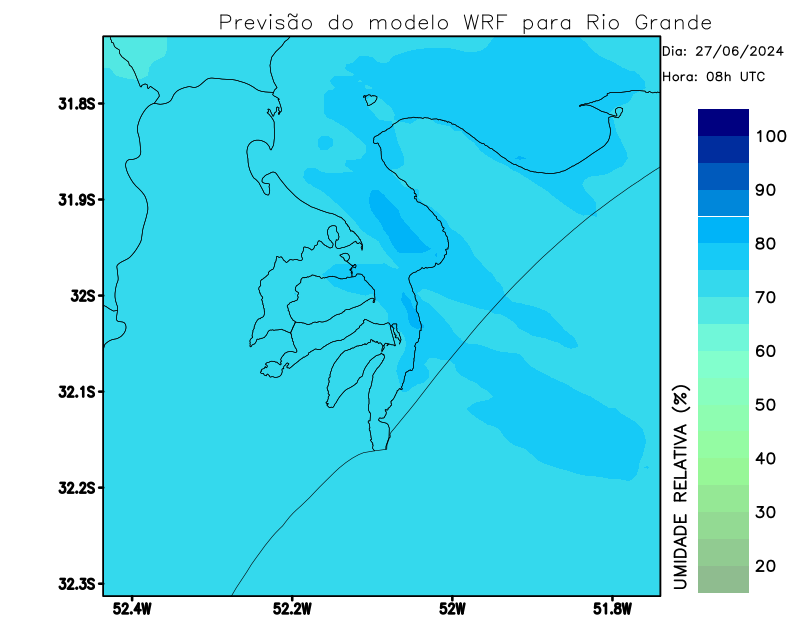 Previsão do modelo WRF para Rio Grande
Dia: 27/06/2024
Hora: 08h UTC
31.8S
31.9S
32S
32.1S
32.2S
32.3S
52.4W
52.2W
52W
51.8W
100
90
80
70
60
50
40
30
20
UMIDADE RELATIVA (%)